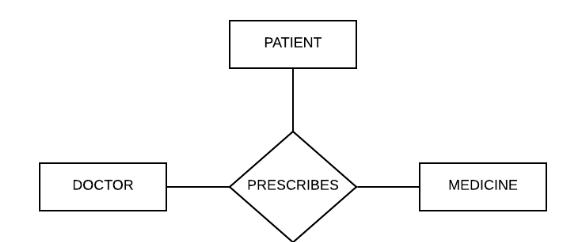 PATIENT
DOCTOR
PRESCRIBES
MEDICINE